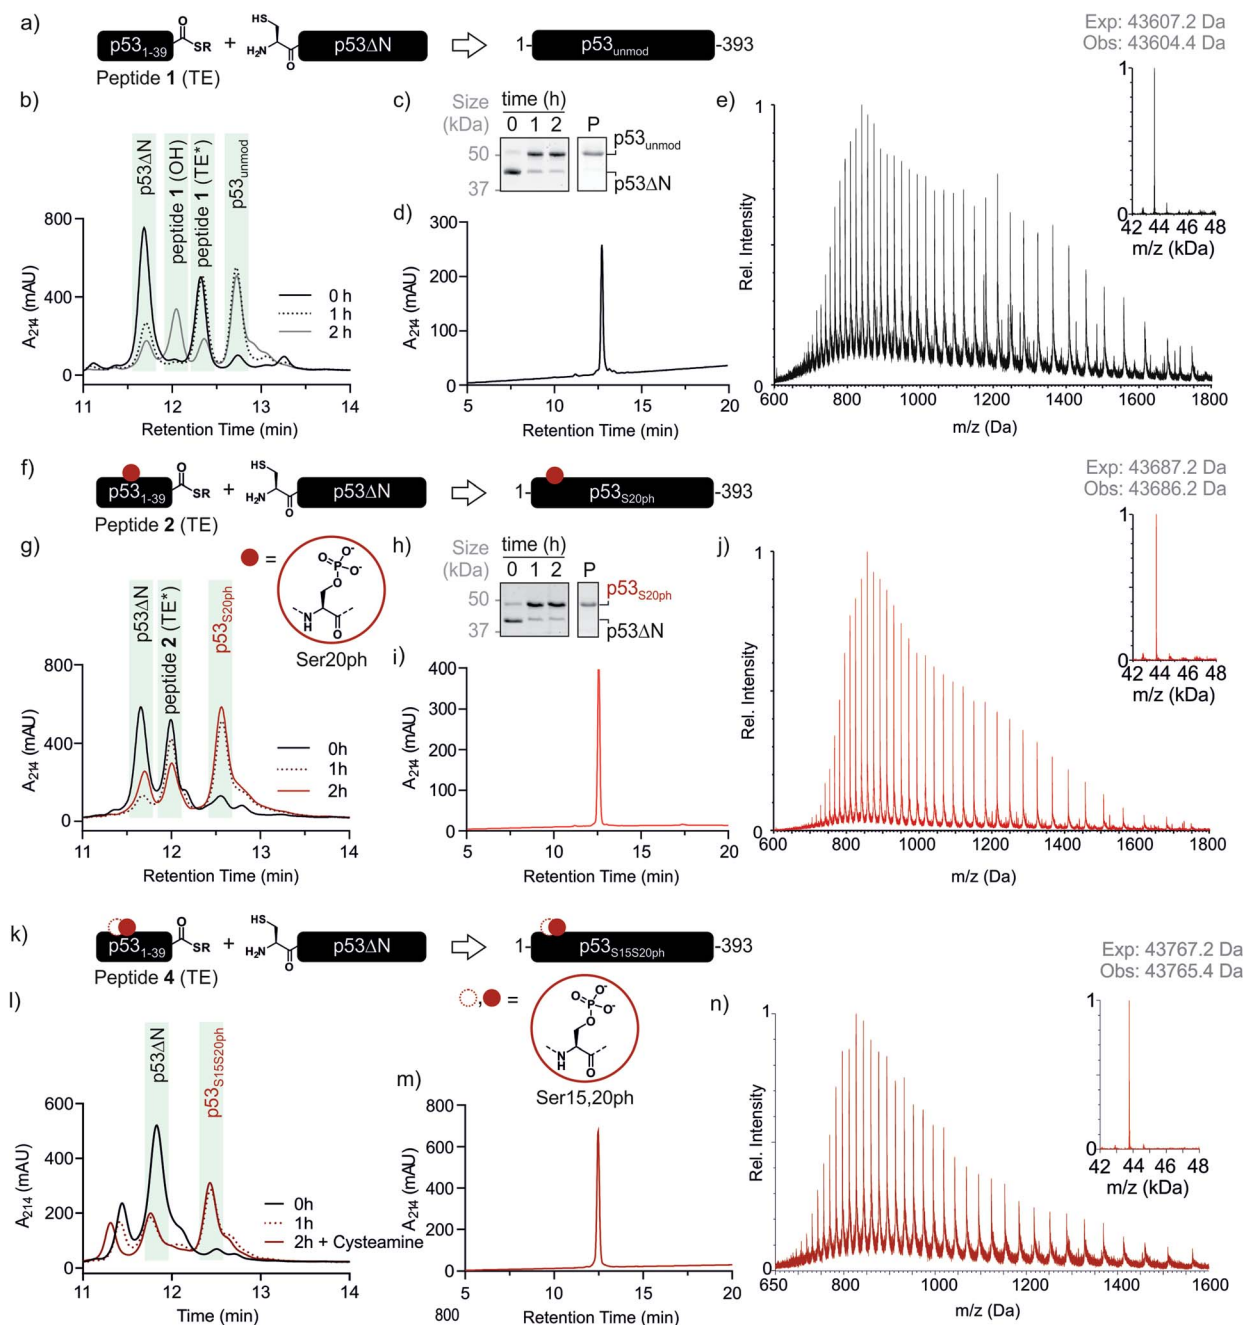 a)
p53₁₋₃₉
O
SR
+
HS
H₂N
O
p53ΔN
1-
p53unmod
-393
Peptide 1 (TE)
Exp: 43607.2 Da
Obs: 43604.4 Da
b)
p53ΔN
peptide 1 (OH)
peptide 1 (TE*)
p53unmod
800
400
0
A₂₁₄ (mAU)
0 h
1 h
2 h
11
12
13
14
Retention Time (min)
c)
Size
(kDa)
time (h)
0 1 2
P
50
37
p53unmod
p53ΔN
d)
300
200
100
0
A₂₁₄ (mAU)
5
10
15
20
Retention Time (min)
e)
1
0
Rel. Intensity
600
800
1000
1200
1400
1600
1800
m/z (Da)
1
0
42 44 46 48
m/z (kDa)
f)
p53₁₋₃₉
O
SR
+
HS
H₂N
O
p53ΔN
1-
p53S20ph
-393
Peptide 2 (TE)
Exp: 43687.2 Da
Obs: 43686.2 Da
g)
p53ΔN
peptide 2 (TE*)
p53S20ph
=
O
O⁻
P
O⁻
O
N
H
O
Ser20ph
800
400
0
A₂₁₄ (mAU)
0h
1h
2h
11
12
13
14
Retention Time (min)
h)
Size
(kDa)
time (h)
0 1 2
P
50
37
p53S20ph
p53ΔN
i)
400
300
200
100
0
A₂₁₄ (mAU)
5
10
15
20
Retention Time (min)
j)
1
0
Rel. Intensity
600
800
1000
1200
1400
1600
1800
m/z (Da)
1
0
42 44 46 48
m/z (kDa)
k)
p53₁₋₃₉
O
SR
+
HS
H₂N
O
p53ΔN
1-
p53S15S20ph
-393
Peptide 4 (TE)
Exp: 43767.2 Da
Obs: 43765.4 Da
l)
p53ΔN
p53S15S20ph
600
400
200
0
A₂₁₄ (mAU)
0h
1h
2h + Cysteamine
11
12
13
14
Time (min)
, =
O
O⁻
P
O⁻
O
N
H
O
Ser15,20ph
m)
800
600
400
200
0
A₂₁₄ (mAU)
5
10
15
20
Retention Time (min)
800
n)
1
0
Rel. Intensity
650
800
1000
1200
1400
1600
m/z (Da)
1
0
42 44 46 48
m/z (kDa)